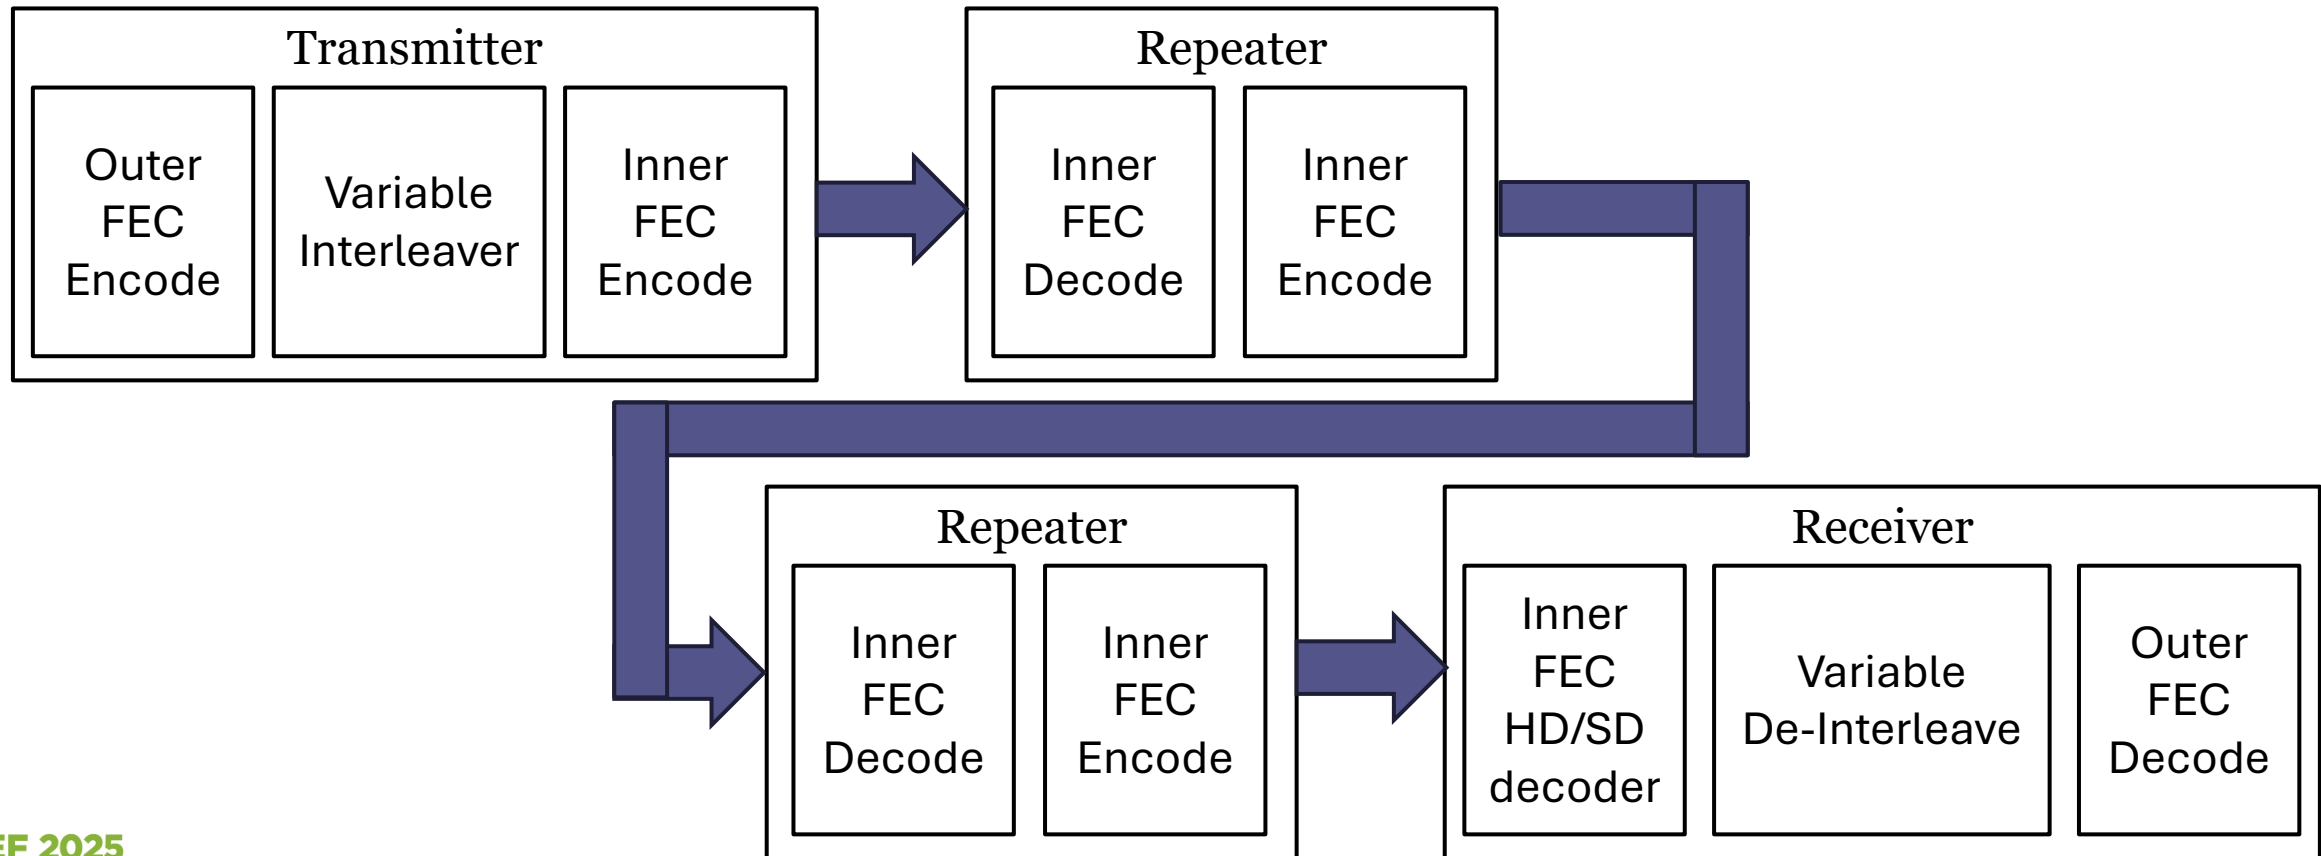 Transmitter
Outer
FEC
Encode
Variable
Interleaver
Inner
FEC
Encode
Repeater
Inner
FEC
Decode
Inner
FEC
Encode
Repeater
Inner
FEC
Decode
Inner
FEC
Encode
Receiver
Inner
FEC
HD/SD
decoder
Variable
De-Interleave
Outer
FEC
Decode
2025